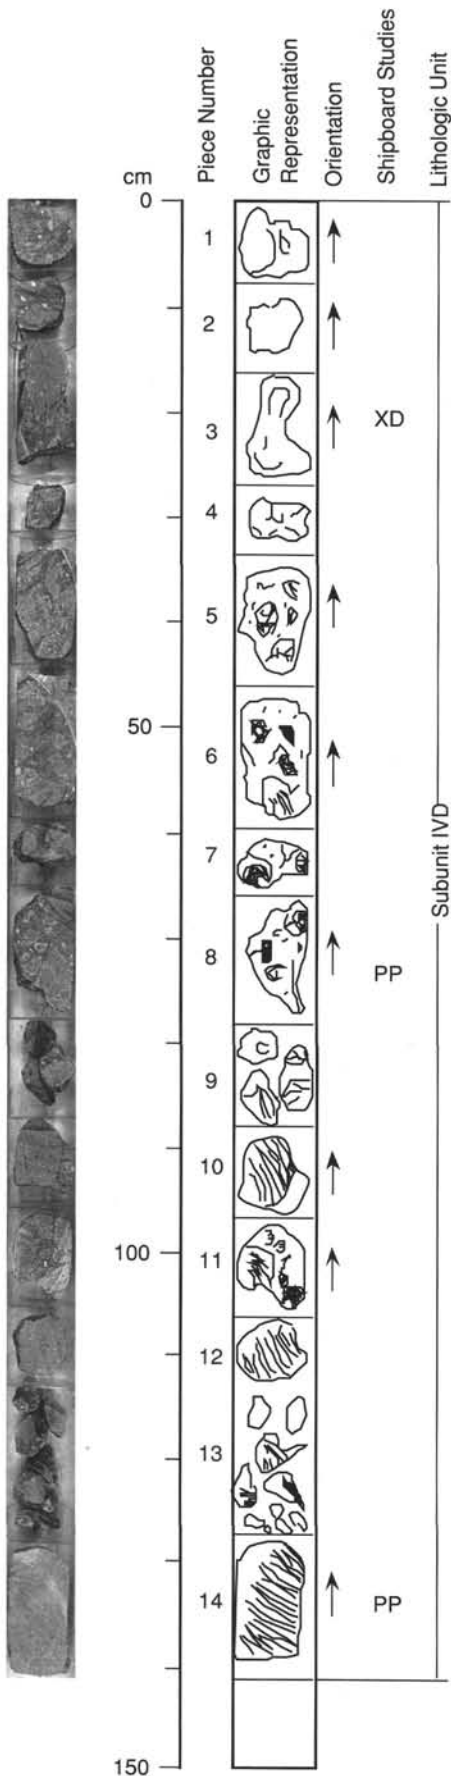 cm
Piece Number
Graphic
Representation
Orientation
Shipboard Studies
Lithologic Unit
0
1
2
3
XD
4
5
50
6
7
Subunit IVD
8
PP
9
10
100
11
12
13
14
PP
150